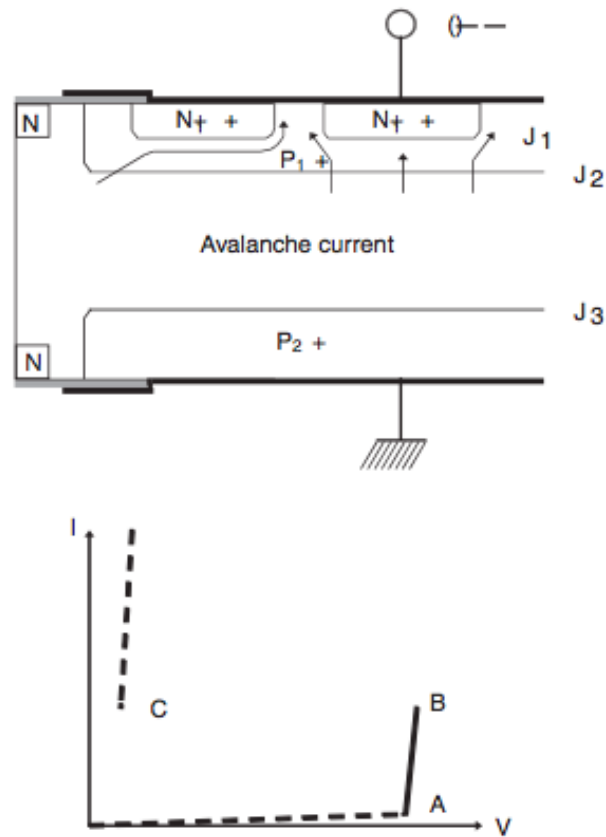 ()- - -
N
N† +
N† +
J1
P1 +
J2
Avalanche current
J3
P2 +
N
I
C
B
A
V